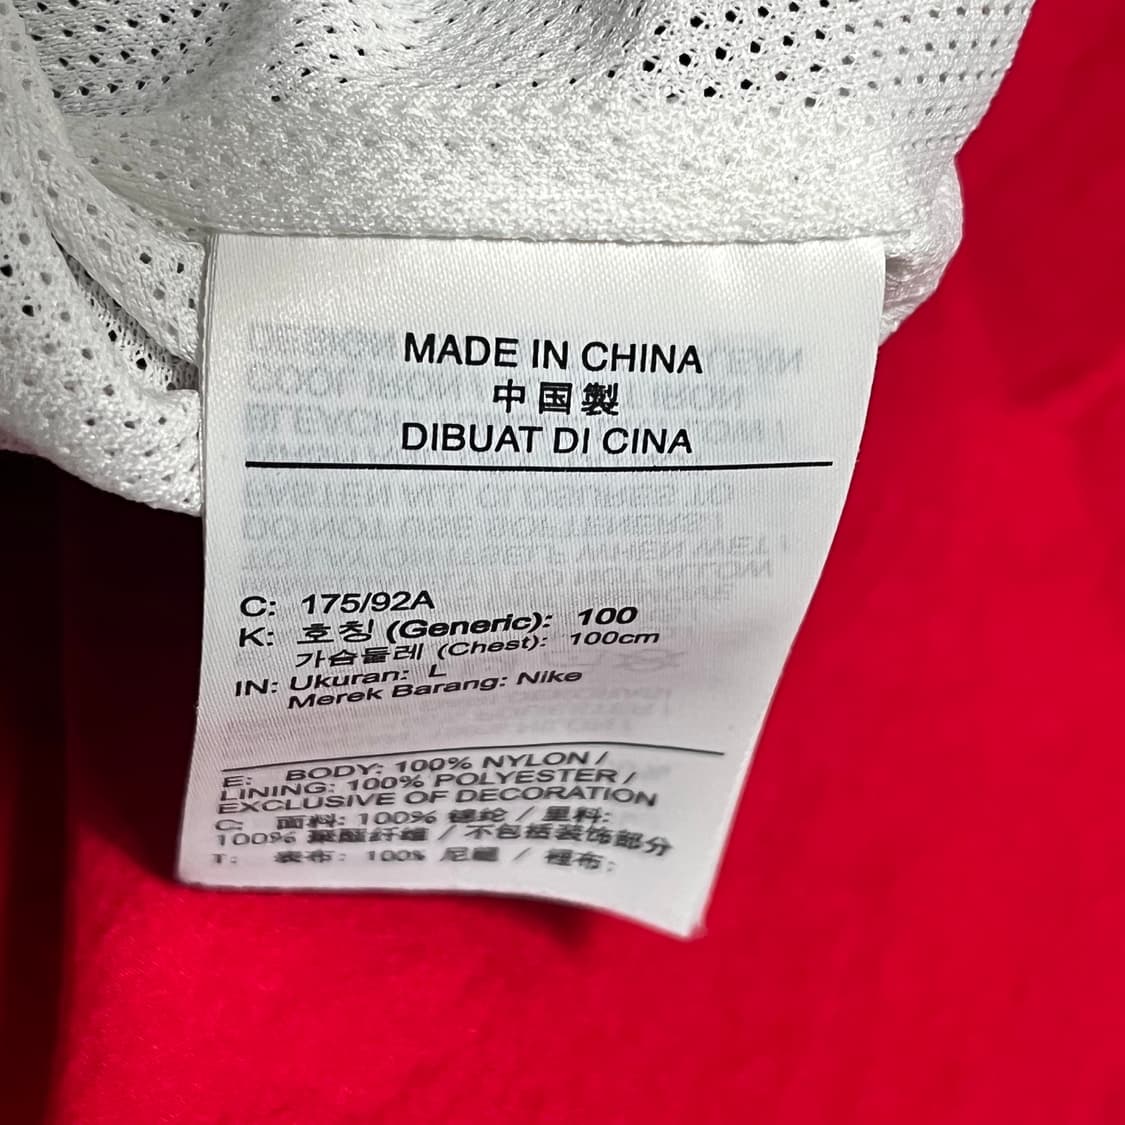 MADE IN CHINA
中国製
DIBUAT DI CINA
C: 175/92A
K: 호칭 (Generic): 100
가슴둘레 (Chest): 100cm
IN: Ukuran: L
Merek Barang: Nike
E: BODY: 100% NYLON /
LINING: 100% POLYESTER /
EXCLUSIVE OF DECORATION
C: 面料: 100% 锦纶 / 里料:
100% 聚酯纤维 / 不包括装饰部分
T: 表布: 100% 尼龍 / 裡布: